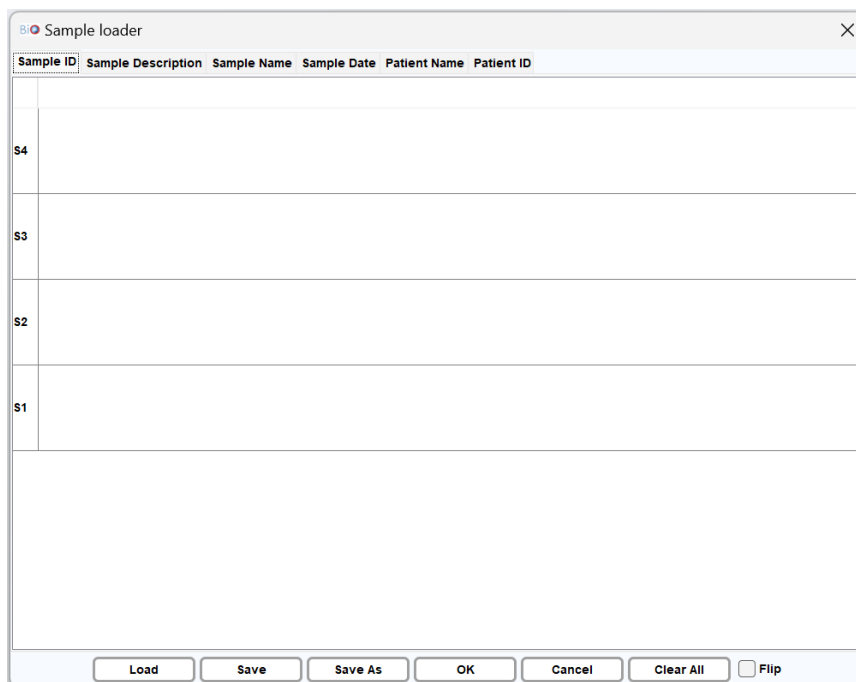 BiO Sample loader
Sample ID Sample Description Sample Name Sample Date Patient Name Patient ID
S4
S3
S2
S1
Load Save Save As OK Cancel Clear All Flip